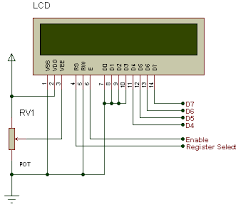 LCD
VSS
VDD
VEE
RS
RW
E
D0
D1
D2
D3
D4
D5
D6
D7
1
2
3
4
5
6
7
8
9
10
11
12
13
14
D7
D6
D5
D4
RV1
Enable
Register Select
POT